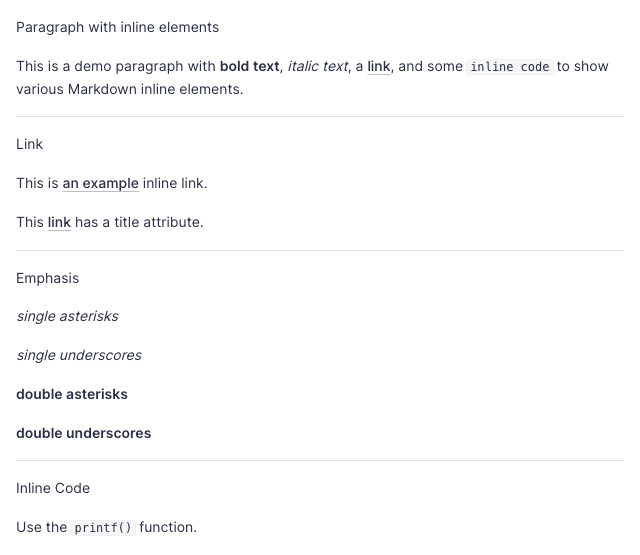 Paragraph with inline elements
This is a demo paragraph with bold text, italic text, a link, and some inline code to show
various Markdown inline elements.
Link
This is an example inline link.
This link has a title attribute.
Emphasis
single asterisks
single underscores
double asterisks
double underscores
Inline Code
Use the printf() function.